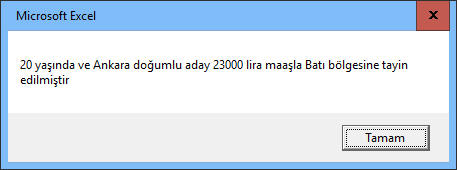 Microsoft Excel
20 yaşında ve Ankara doğumlu aday 23000 lira maaşla Batı bölgesine tayin
edilmiştir
Tamam